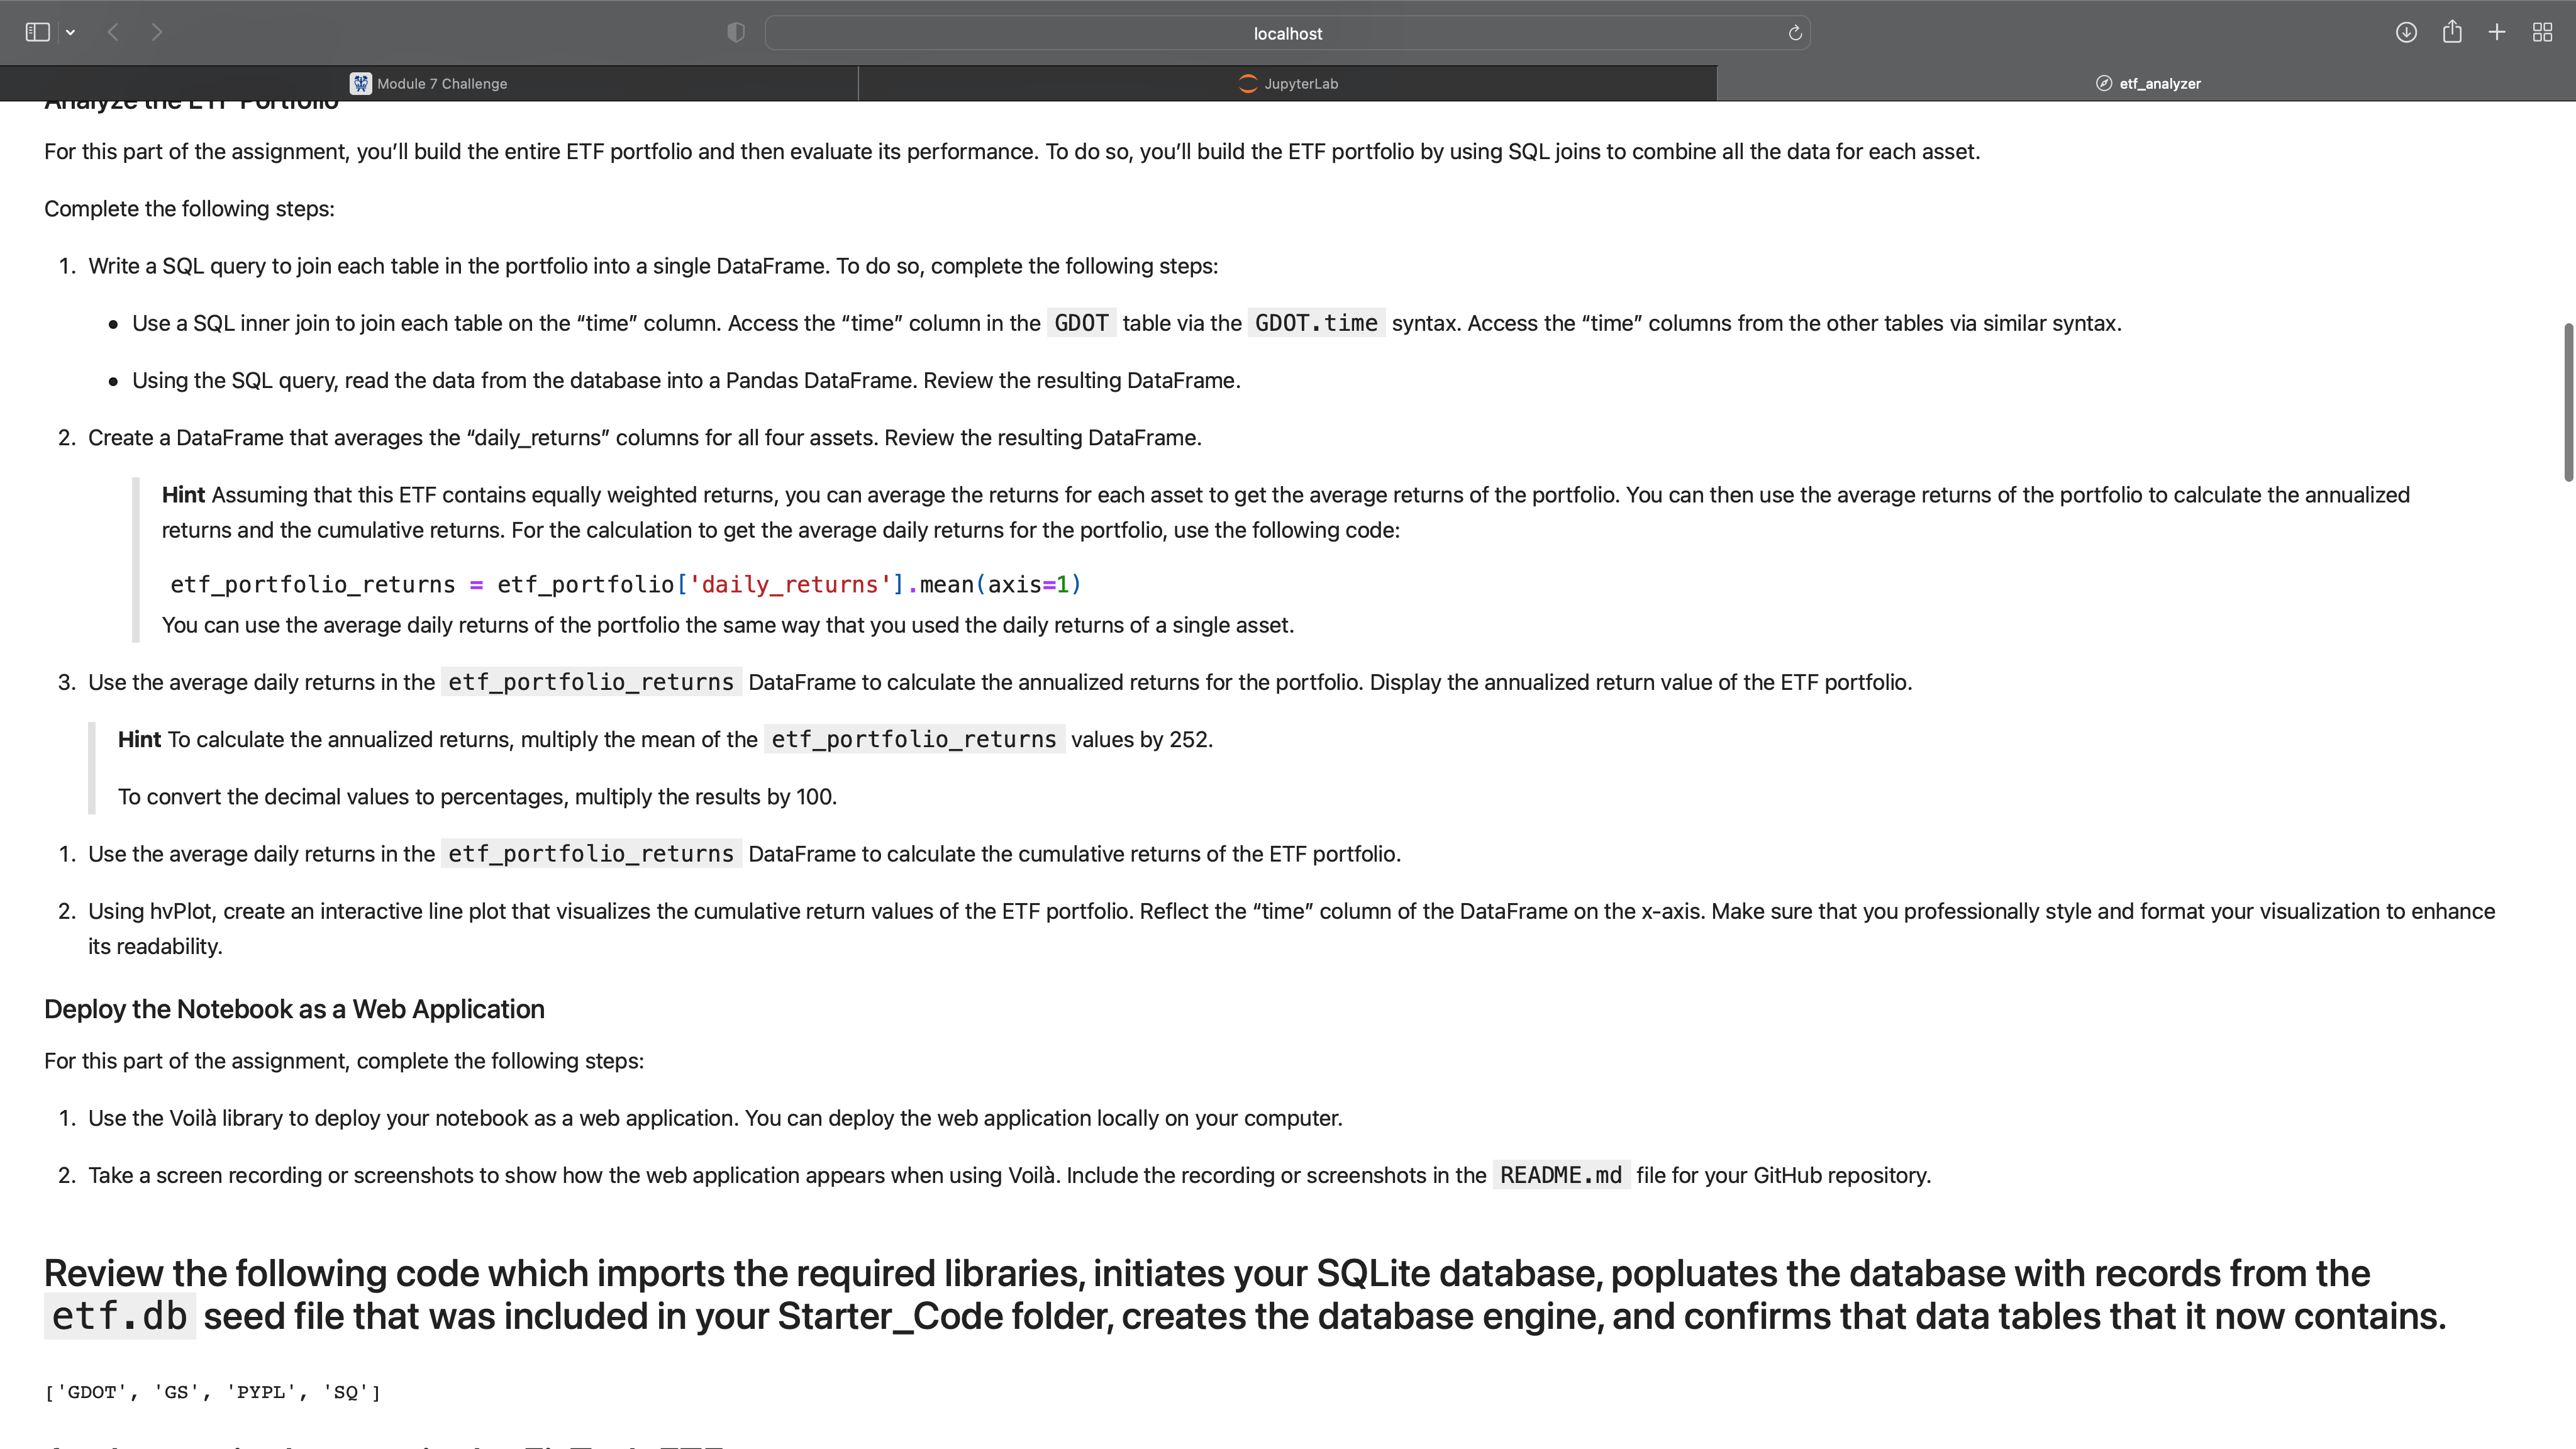 localhost
Module 7 Challenge
JupyterLab
etf_analyzer
Analyze the ETF Portfolio
For this part of the assignment, you’ll build the entire ETF portfolio and then evaluate its performance. To do so, you’ll build the ETF portfolio by using SQL joins to combine all the data for each asset.
Complete the following steps:
1. Write a SQL query to join each table in the portfolio into a single DataFrame. To do so, complete the following steps:
• Use a SQL inner join to join each table on the “time” column. Access the “time” column in the GDOT table via the GDOT.time syntax. Access the “time” columns from the other tables via similar syntax.
• Using the SQL query, read the data from the database into a Pandas DataFrame. Review the resulting DataFrame.
2. Create a DataFrame that averages the “daily_returns” columns for all four assets. Review the resulting DataFrame.
Hint Assuming that this ETF contains equally weighted returns, you can average the returns for each asset to get the average returns of the portfolio. You can then use the average returns of the portfolio to calculate the annualized
returns and the cumulative returns. For the calculation to get the average daily returns for the portfolio, use the following code:
etf_portfolio_returns = etf_portfolio['daily_returns'].mean(axis=1)
You can use the average daily returns of the portfolio the same way that you used the daily returns of a single asset.
3. Use the average daily returns in the etf_portfolio_returns DataFrame to calculate the annualized returns for the portfolio. Display the annualized return value of the ETF portfolio.
Hint To calculate the annualized returns, multiply the mean of the etf_portfolio_returns values by 252.
To convert the decimal values to percentages, multiply the results by 100.
1. Use the average daily returns in the etf_portfolio_returns DataFrame to calculate the cumulative returns of the ETF portfolio.
2. Using hvPlot, create an interactive line plot that visualizes the cumulative return values of the ETF portfolio. Reflect the “time” column of the DataFrame on the x-axis. Make sure that you professionally style and format your visualization to enhance
its readability.
Deploy the Notebook as a Web Application
For this part of the assignment, complete the following steps:
1. Use the Voilà library to deploy your notebook as a web application. You can deploy the web application locally on your computer.
2. Take a screen recording or screenshots to show how the web application appears when using Voilà. Include the recording or screenshots in the README.md file for your GitHub repository.
Review the following code which imports the required libraries, initiates your SQLite database, popluates the database with records from the
etf.db seed file that was included in your Starter_Code folder, creates the database engine, and confirms that data tables that it now contains.
['GDOT', 'GS', 'PYPL', 'SQ']